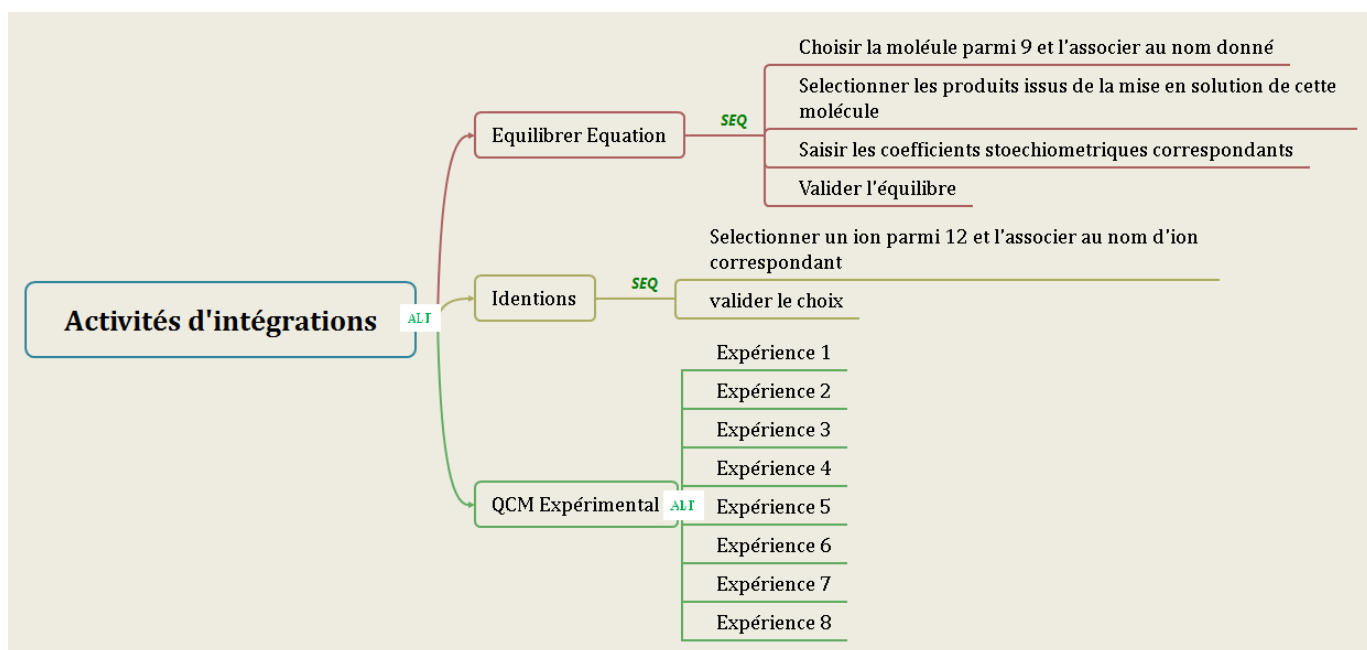 Choisir la moléule parmi 9 et l'associer au nom donné
Selectionner les produits issus de la mise en solution de cette
molécule
Equilibrer Equation
SEQ
Saisir les coefficients stoechiometriques correspondants
Valider l'équilibre
Selectionner un ion parmi 12 et l'associer au nom d'ion
correspondant
Identions
SEQ
valider le choix
Activités d'intégrations
ALT
Expérience 1
Expérience 2
Expérience 3
Expérience 4
QCM Expérimental
ALT
Expérience 5
Expérience 6
Expérience 7
Expérience 8